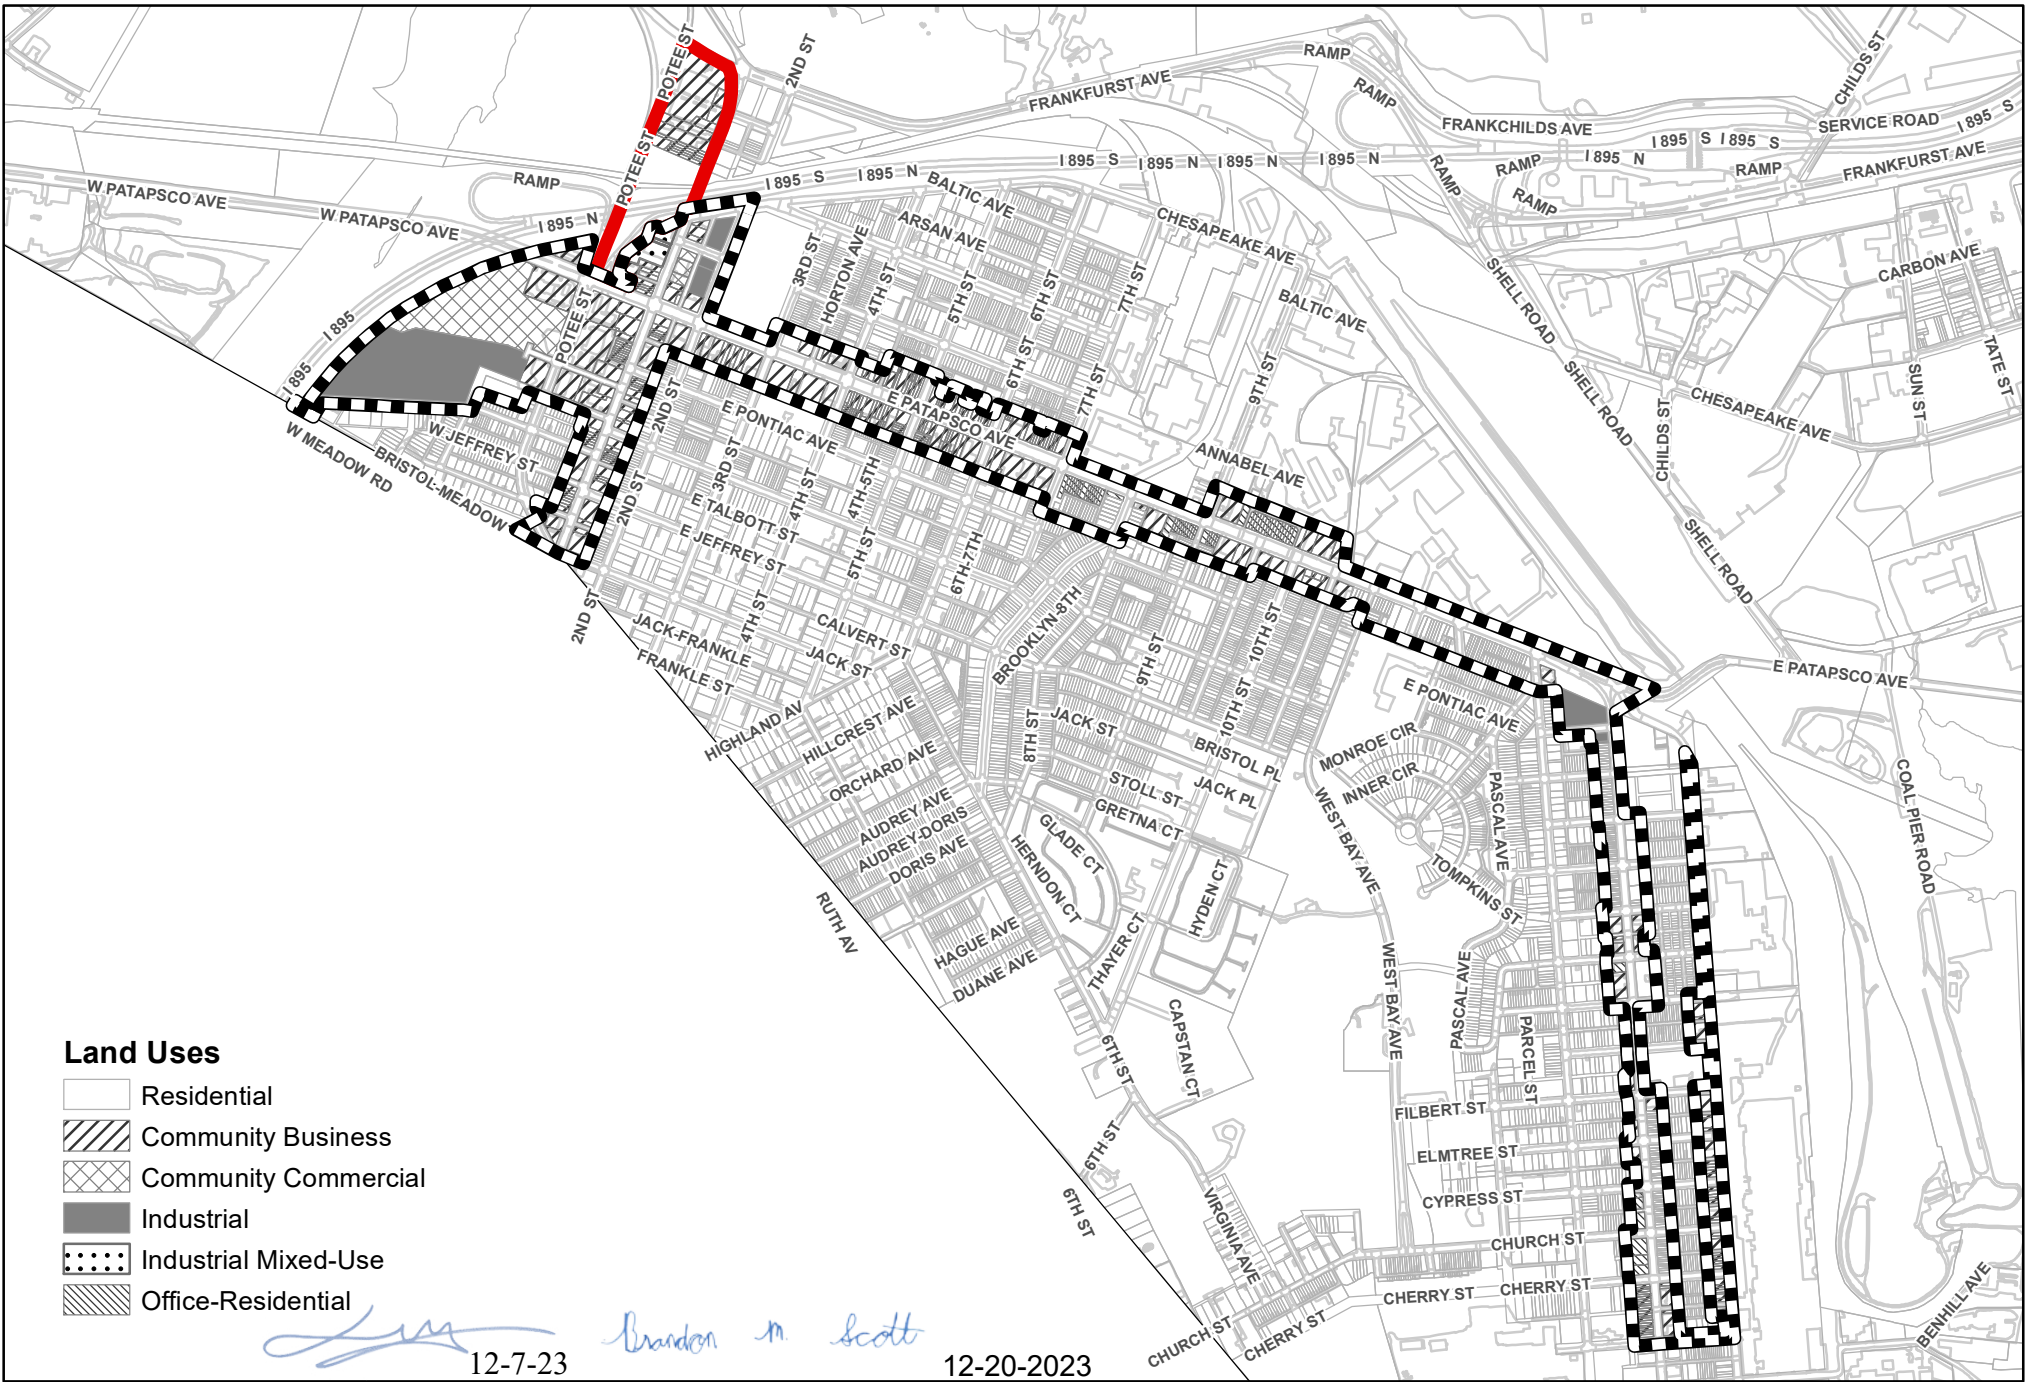 POTEE ST
2ND ST
FRANKFURST AVE
RAMP
RAMP
CHILDS ST
FRANKCHILDS AVE
SERVICE ROAD
I 895 S
I 895 S
I 895 S
I 895 N
RAMP
RAMP
FRANKFURST AVE
RAMP
RAMP
POTEE ST
RAMP
W PATAPSCO AVE
W PATAPSCO AVE
I 895 N
I 895 S
I 895 N
I 895 S
I 895 N
I 895 N
I 895 N
BALTIC AVE
ARSAN AVE
CHESAPEAKE AVE
3RD ST
HORTON AVE
4TH ST
5TH ST
6TH ST
7TH ST
BALTIC AVE
SHELL ROAD
CARBON AVE
TATE ST
SUN ST
I 895
I 895
POTEE ST
6TH ST
7TH ST
9TH ST
SHELL ROAD
CHILDS ST
CHESAPEAKE AVE
W MEADOW RD
W JEFFREY ST
BRISTOL-MEADOW
2ND ST
E PONTIAC AVE
E PATAPSCO AVE
ANNABEL AVE
2ND ST
3RD ST
4TH ST
4TH-5TH
E TALBOTT ST
E JEFFREY ST
5TH ST
6TH-7TH
SHELL ROAD
2ND ST
4TH ST
JACK-FRANKLE
FRANKLE ST
CALVERT ST
JACK ST
BROOKLYN-8TH
9TH ST
10TH ST
E PATAPSCO AVE
HIGHLAND AV
HILLCREST AVE
ORCHARD AVE
8TH ST
JACK ST
10TH ST
BRISTOL PL
JACK PL
STOLL ST
GRETNA CT
E PONTIAC AVE
MONROE CIR
INNER CIR
PASCAL AVE
COAL PIER ROAD
AUDREY AVE
AUDREY-DORIS
DORIS AVE
GLADE CT
HERNDON CT
HYDEN CT
WEST BAY AVE
TOMPKINS ST
RUTH AV
HAGUE AVE
DUANE AVE
THAYER CT
CAPSTAN CT
WEST BAY AVE
PASCAL AVE
PARCEL ST
6TH ST
6TH ST
6TH ST
FILBERT ST
ELMTREE ST
CYPRESS ST
VIRGINIA AVE
CHURCH ST
CHERRY ST
CHERRY ST
CHURCH ST
CHERRY ST
BENHILL AVE
Land Uses
Residential
Community Business
Community Commercial
Industrial
Industrial Mixed-Use
Office-Residential
Brandon M. Scott
12-7-23
12-20-2023